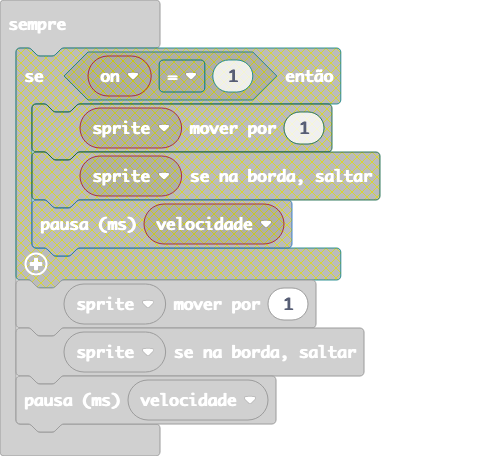 sempre
se on = 1 então
sprite mover por 1
sprite se na borda, saltar
pausa (ms) velocidade
sprite mover por 1
sprite se na borda, saltar
pausa (ms) velocidade